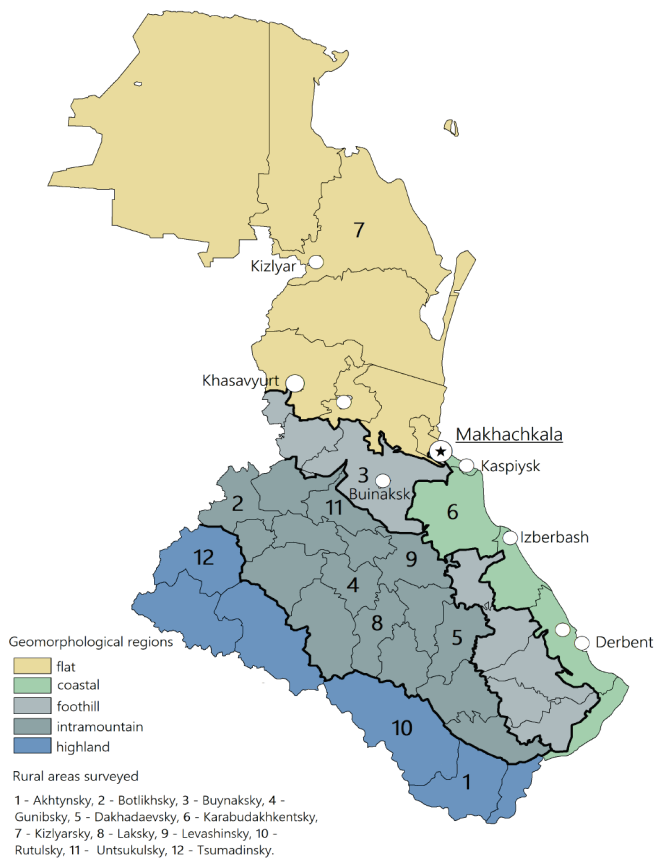 7
Kizlyar
Khasavyurt
Makhachkala
3
Kaspiysk
Buinaksk
2
11
6
Izberbash
12
9
4
8
5
Derbent
Geomorphological regions
flat
coastal
foothill
intramountain
highland
10
1
Rural areas surveyed
1 - Akhtynsky, 2 - Botlikhsky, 3 - Buynaksky, 4 -
Gunibsky, 5 - Dakhadaevsky, 6 - Karabudakhkentsky,
7 - Kizlyarsky, 8 - Laksky, 9 - Levashinsky, 10 -
Rutulsky, 11 - Untsukulsky, 12 - Tsumadinsky.